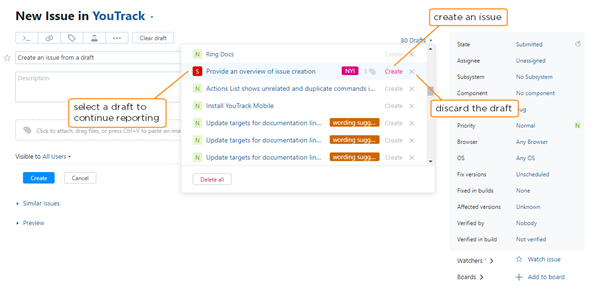 create an issue
New Issue in YouTrack
Clear draft
80 Drafts
Create an issue from a draft
Description
select a draft to
continue reporting
Click to attach, drag files, or press Ctrl+V to paste an im
Visible to All Users
Create Cancel
Similar Issues
Preview
N Ring Docs Create
S Provide an overview of issue creation NYI Create
N Actions List shows unrelated and duplicate commands i... Create
N Install YouTrack Mobile Create
N Update targets for documentation lin... wording sugg... Create
N Update targets for documentation lin... wording sugg... Create
N Update targets for documentation lin... wording sugg... Create
Delete all
discard the draft
State Submitted
Assignee Unassigned
Subsystem No Subsystem
Component No component
ug
Priority Normal N
Browser Any Browser
OS Any OS
Fix versions Unscheduled
Fixed in builds None
Affected versions Unknown
Verified by Nobody
Verified in build Not verified
Watchers Watch issue
Boards Add to board